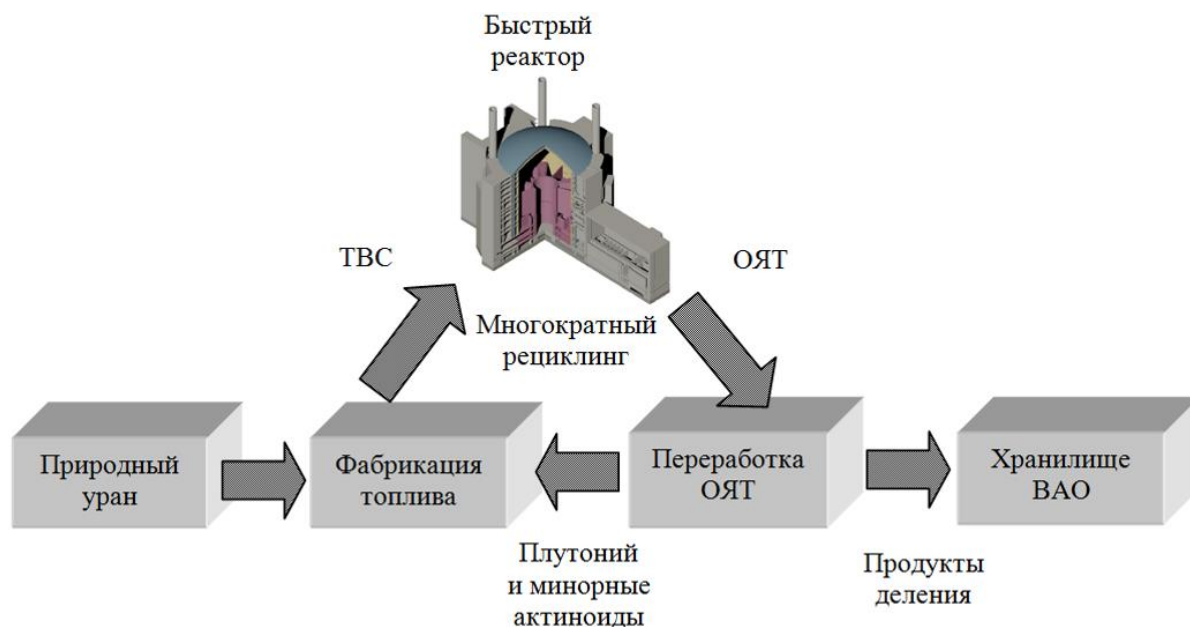 Быстрый
реактор
ТВС
ОЯТ
Многократный
рециклинг
Природный
уран
Фабрикация
топлива
Переработка
ОЯТ
Хранилище
ВАО
Плутоний
и минорные
актиноиды
Продукты
деления